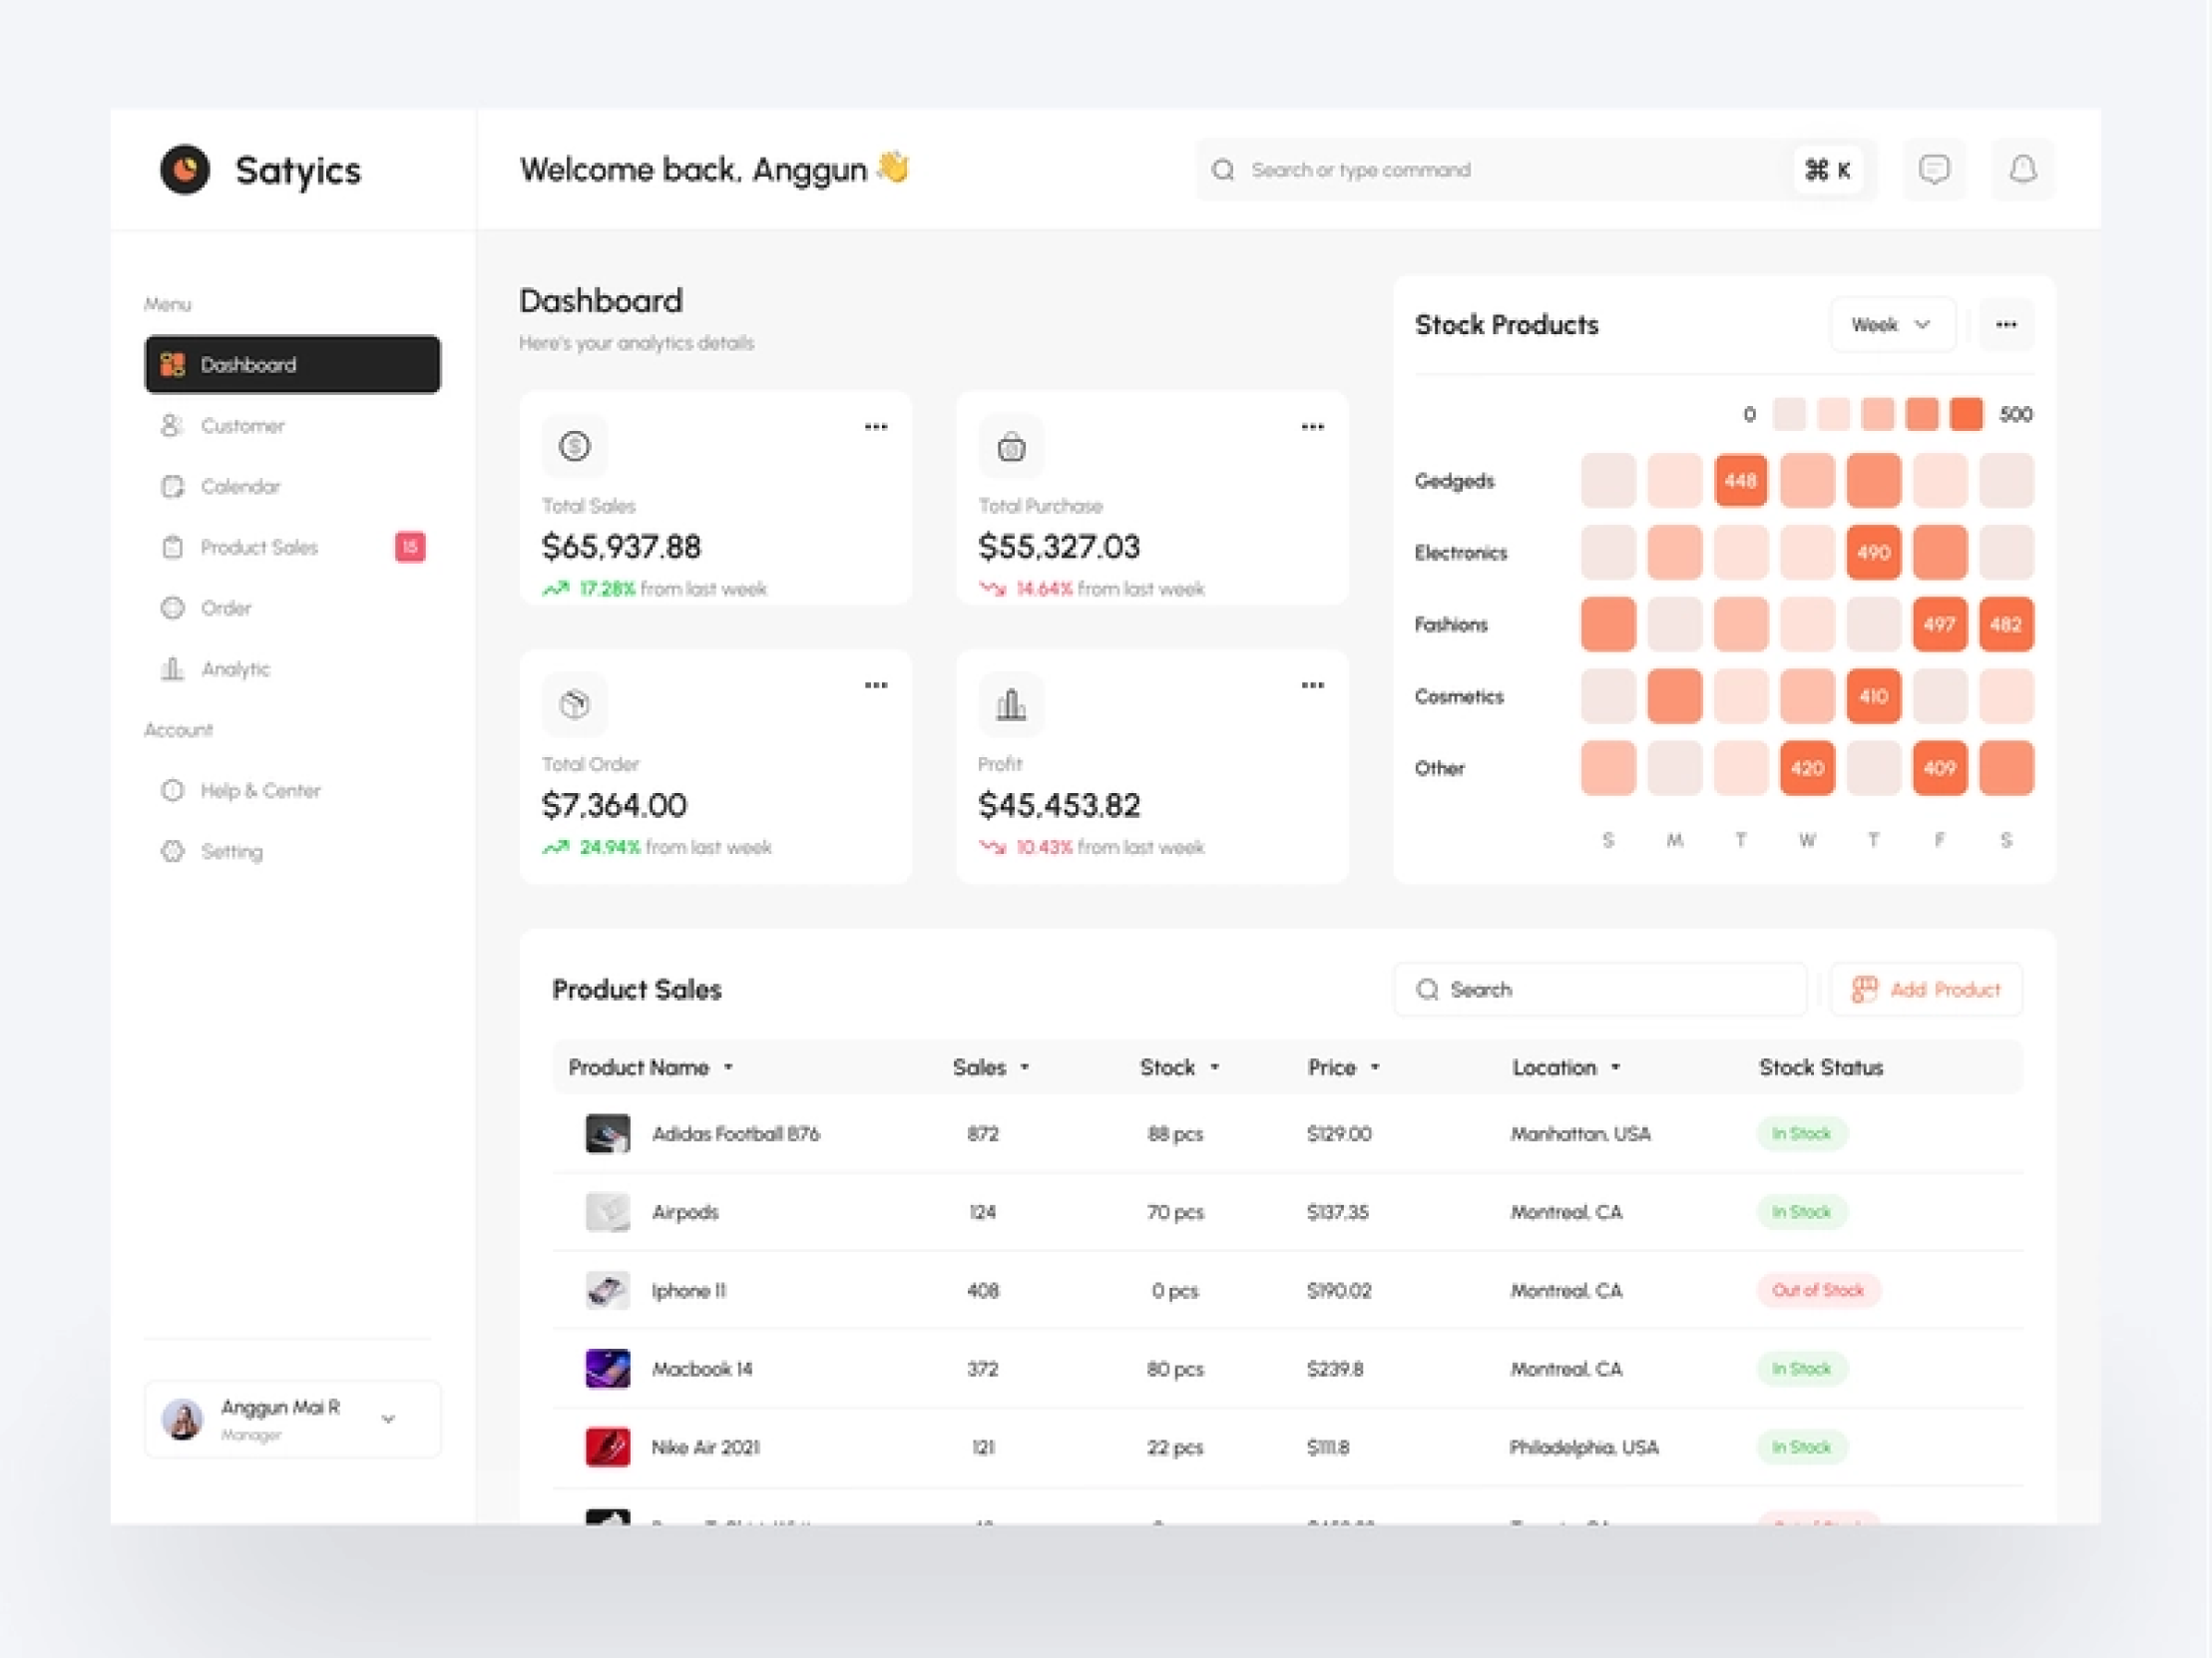 Satyics
Welcome back, Anggun
Search or type command
⌘ K
Menu
Dashboard
Customer
Calendar
Product Sales
15
Order
Analytic
Account
Help & Center
Setting
Anggun Mai R
Manager
Dashboard
Here's your analytics details
Total Sales
$65,937.88
17.28% from last week
Total Purchase
$55,327.03
14.64% from last week
Total Order
$7,364.00
24.94% from last week
Profit
$45,453.82
10.43% from last week
Stock Products
Week
0 500
Gedgeds 448
Electronics 490
Fashions 497 482
Cosmetics 410
Other 420 409
S M T W T F S
Product Sales
Search
Add Product
Product Name Sales Stock Price Location Stock Status
Adidas Football 876 872 88 pcs $129.00 Manhattan, USA In Stock
Airpods 124 70 pcs $137.35 Montreal, CA In Stock
Iphone 11 408 0 pcs $190.02 Montreal, CA Out of Stock
Macbook 14 372 80 pcs $239.8 Montreal, CA In Stock
Nike Air 2021 121 22 pcs $111.8 Philadelphia, USA In Stock